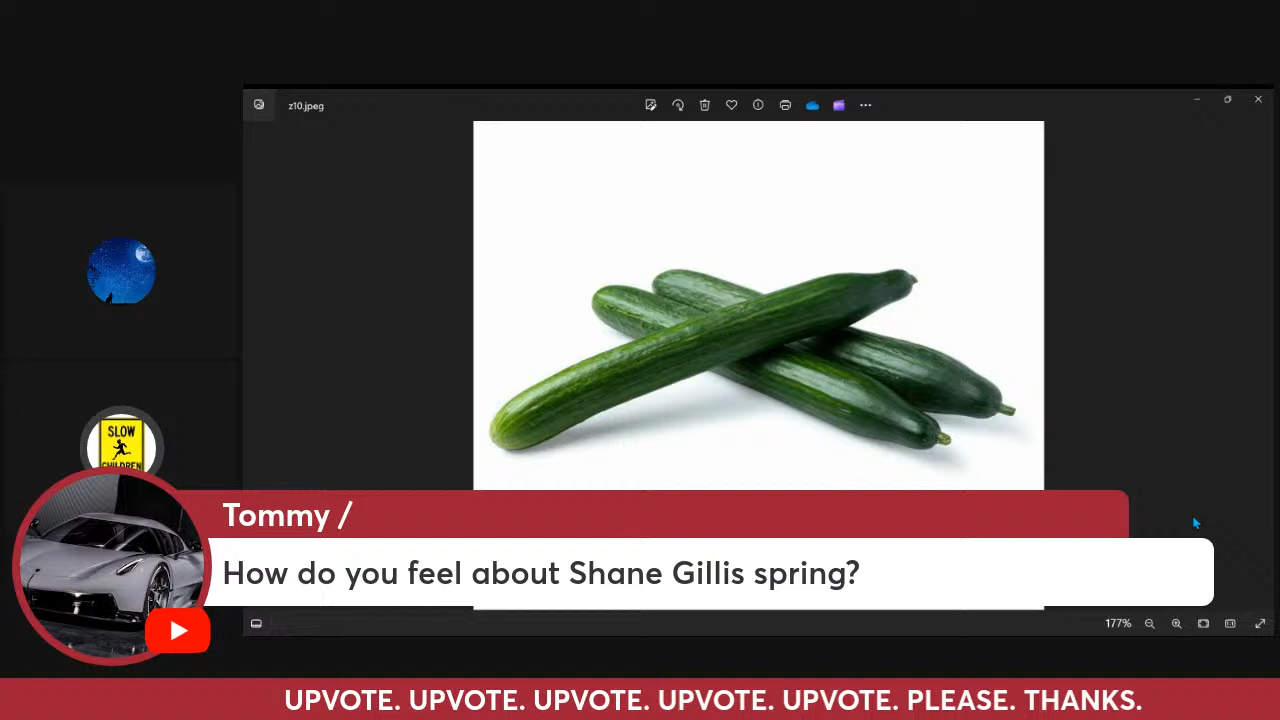 z10.jpeg
SLOW
CHILDREN
Tommy /
How do you feel about Shane Gillis spring?
177%
UPVOTE. UPVOTE. UPVOTE. UPVOTE. UPVOTE. PLEASE. THANKS.